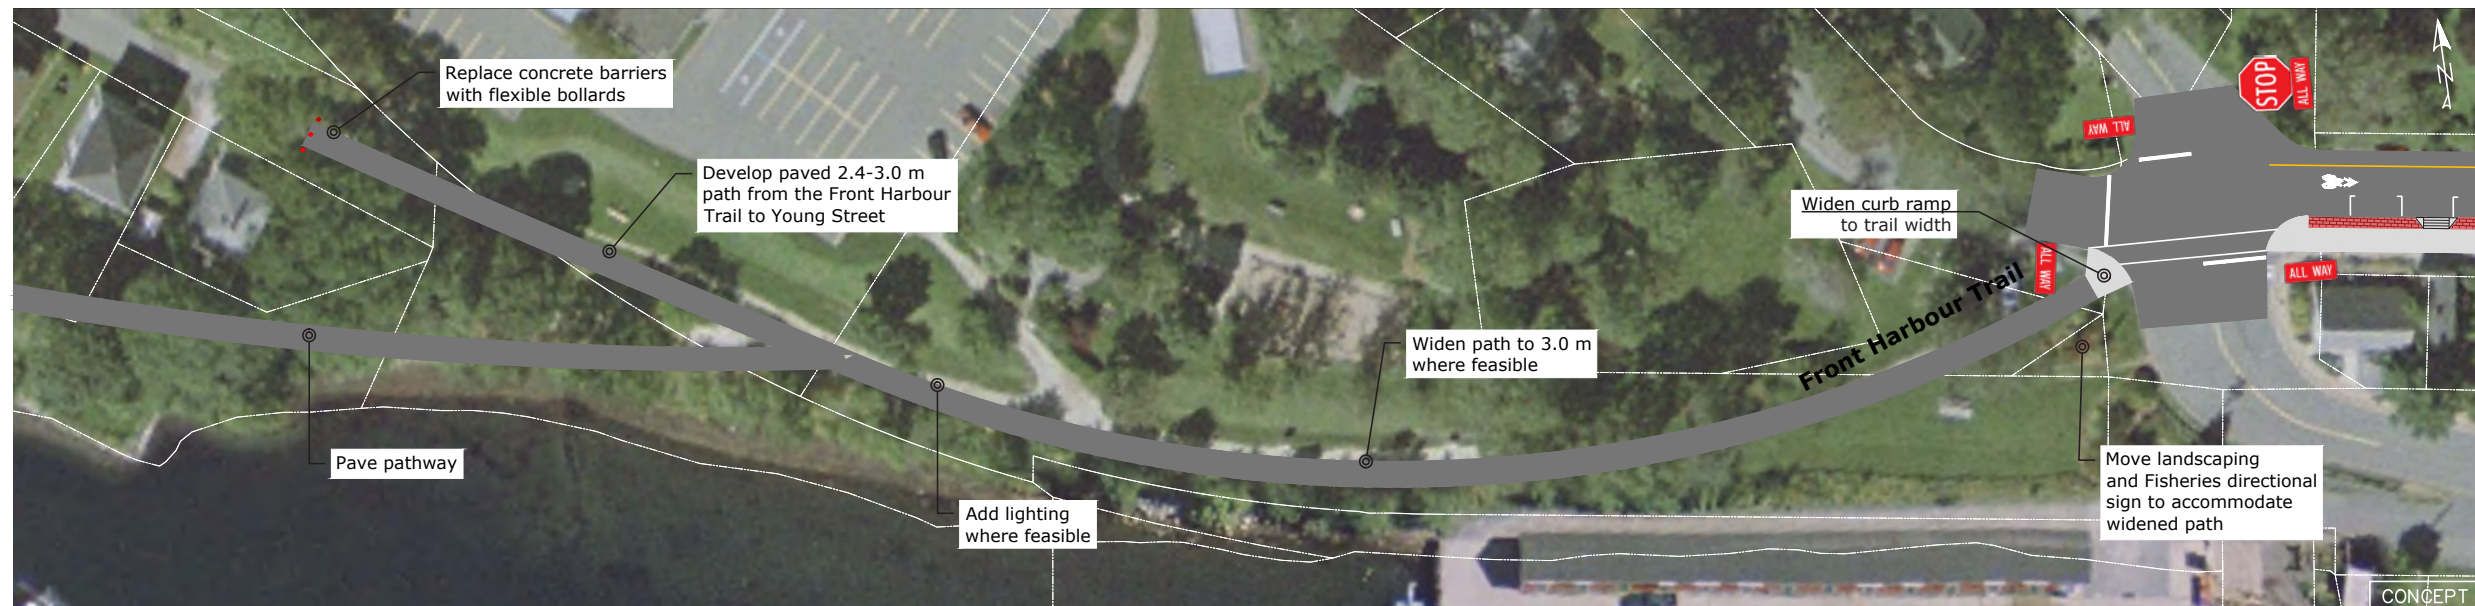 Replace concrete barriers
with flexible bollards
Develop paved 2.4-3.0 m
path from the Front Harbour
Trail to Young Street
Pave pathway
Add lighting
where feasible
Widen path to 3.0 m
where feasible
Front Harbour Trail
Widen curb ramp
to trail width
ALL WAY
STOP
ALL WAY
ALL WAY
ALL WAY
Move landscaping
and Fisheries directional
sign to accommodate
widened path
N
CONCEPT